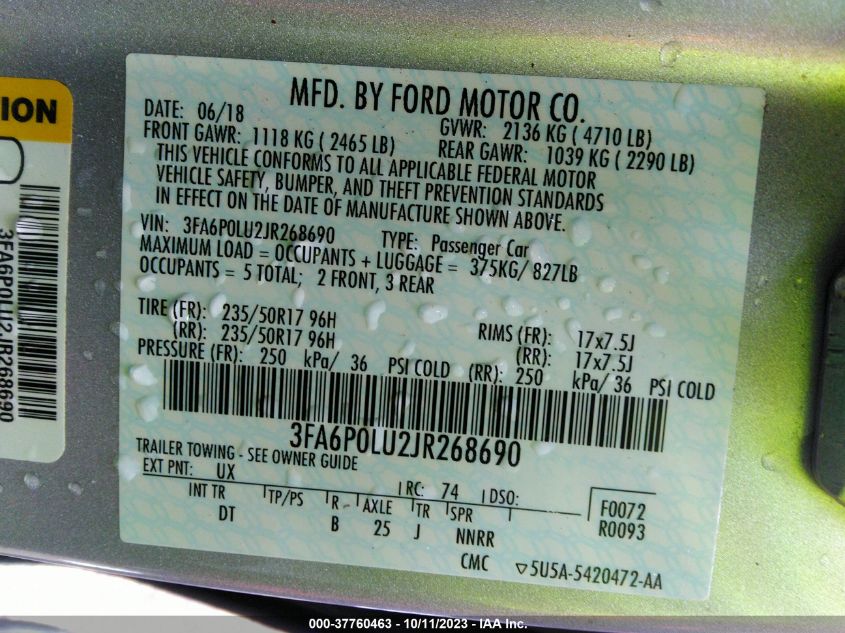 ION
3FA6P0LU2JR268690
MFD. BY FORD MOTOR CO.
DATE: 06/18
GVWR: 2136 KG ( 4710 LB)
FRONT GAWR: 1118 KG ( 2465 LB)
REAR GAWR: 1039 KG ( 2290 LB)
THIS VEHICLE CONFORMS TO ALL APPLICABLE FEDERAL MOTOR
VEHICLE SAFETY, BUMPER, AND THEFT PREVENTION STANDARDS
IN EFFECT ON THE DATE OF MANUFACTURE SHOWN ABOVE.
VIN: 3FA6P0LU2JR268690 TYPE: Passenger Car
MAXIMUM LOAD = OCCUPANTS + LUGGAGE = 375KG/ 827LB
OCCUPANTS = 5 TOTAL; 2 FRONT, 3 REAR
TIRE (FR): 235/50R17 96H RIMS (FR): 17x7.5J
(RR): 235/50R17 96H (RR): 17x7.5J
PRESSURE (FR): 250 kPa/ 36 PSI COLD (RR): 250 kPa/ 36 PSI COLD
3FA6P0LU2JR268690
TRAILER TOWING - SEE OWNER GUIDE
EXT PNT: UX RC: 74 DSO: F0072
INT TR TP/PS R AXLE TR SPR R0093
DT B 25 J NNRR
CMC ▽5U5A-5420472-AA
000-37760463 - 10/11/2023 - IAA Inc.